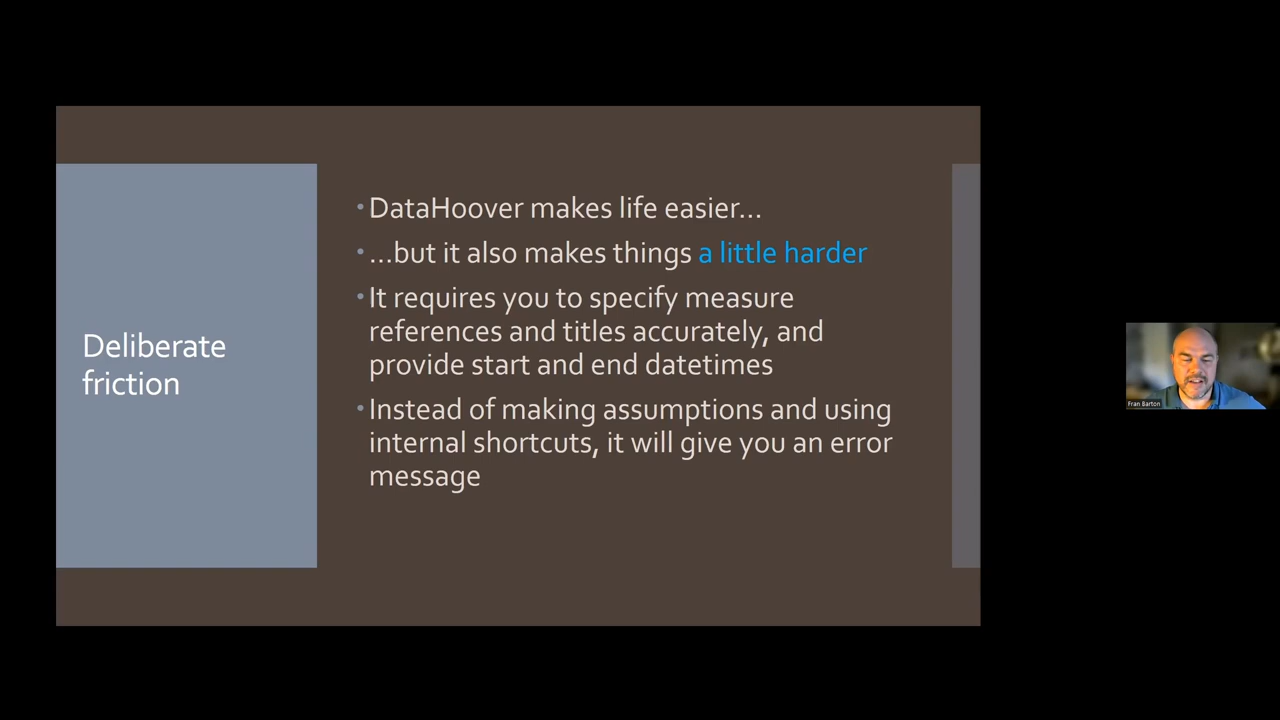 Deliberate
friction
• DataHoover makes life easier…
• …but it also makes things a little harder
• It requires you to specify measure
references and titles accurately, and
provide start and end datetimes
• Instead of making assumptions and using
internal shortcuts, it will give you an error
message
Fran Barton